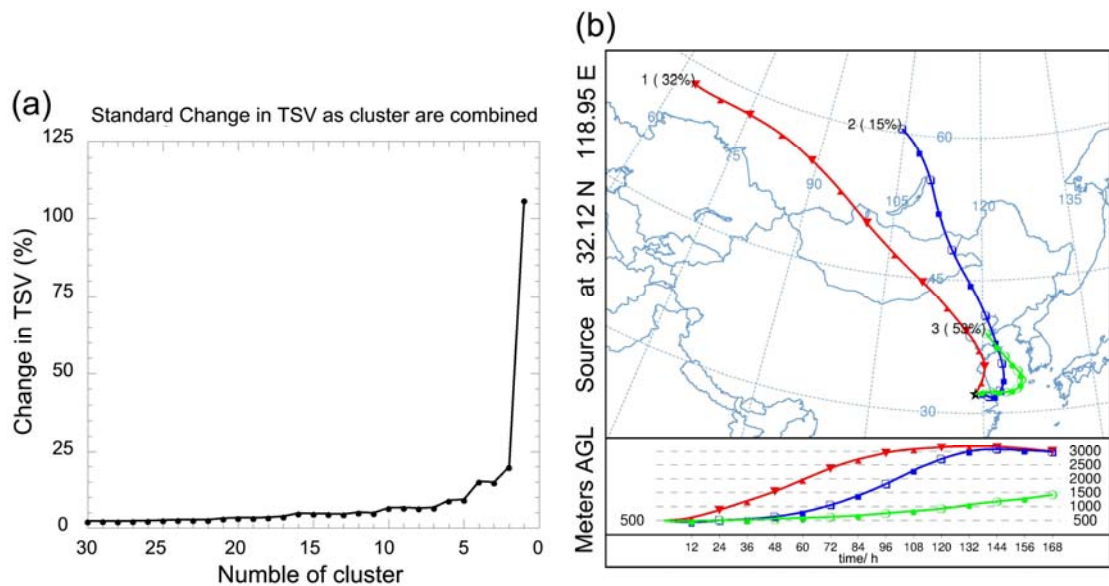 (a)
Standard Change in TSV as cluster are combined
Change in TSV (%)
125
100
75
50
25
0
30 25 20 15 10 5 0
Numble of cluster
(b)
Source at 32.12 N 118.95 E
1 ( 32%)
2 ( 15%)
3 ( 53%)
60
75
90
105
120
135
60
45
30
Meters AGL
500
3000
2500
2000
1500
1000
500
12 24 36 48 60 72 84 96 108 120 132 144 156 168
time/ h